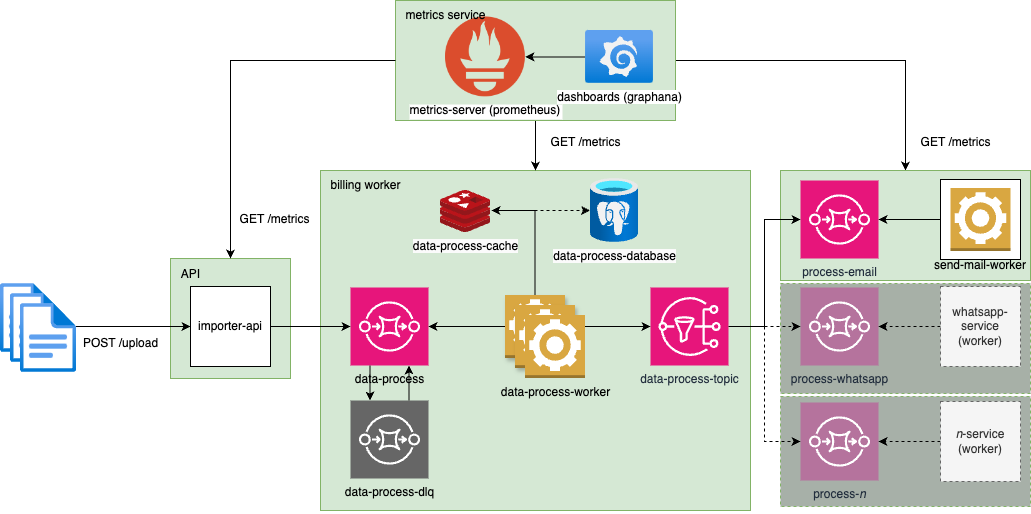 metrics service
dashboards (graphana)
metrics-server (prometheus)
GET /metrics
GET /metrics
GET /metrics
billing worker
data-process-cache
data-process-database
process-email
send-mail-worker
API
importer-api
POST /upload
data-process
data-process-worker
data-process-topic
whatsapp-
service
(worker)
process-whatsapp
data-process-dlq
n-service
(worker)
process-n